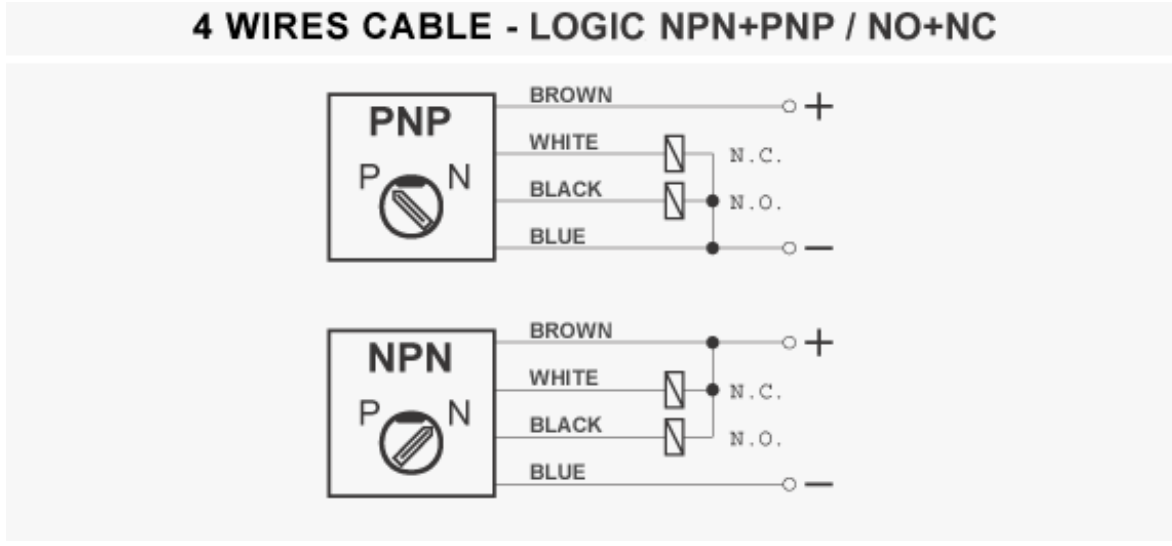 4 WIRES CABLE - LOGIC NPN+PNP / NO+NC
PNP
P N
BROWN +
WHITE N.C.
BLACK N.O.
BLUE −
NPN
P N
BROWN +
WHITE N.C.
BLACK N.O.
BLUE −